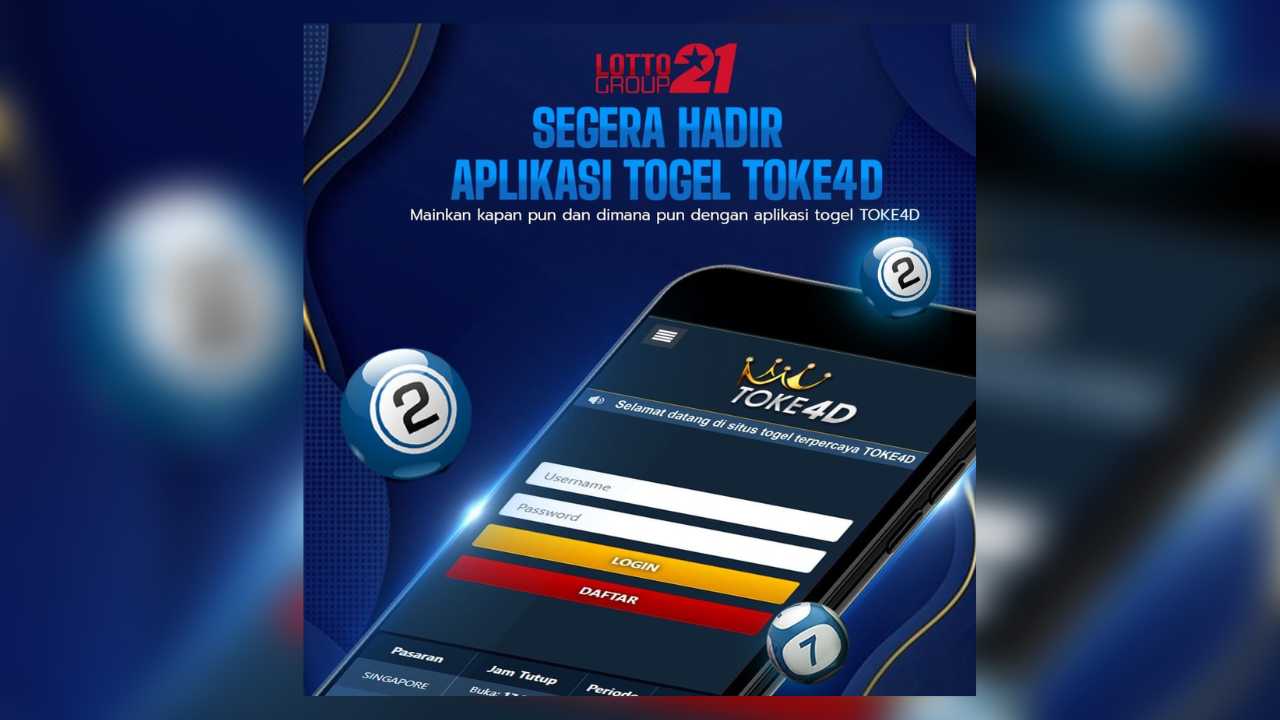 LOTTO 21
GROUP
SEGERA HADIR
APLIKASI TOGEL TOKE4D
Mainkan kapan pun dan dimana pun dengan aplikasi togel TOKE4D
2
2
TOKE4D
Selamat datang di situs togel terpercaya TOKE4D
Username
Password
LOGIN
DAFTAR
7
Pasaran Jam Tutup Periode
SINGAPORE Buka: